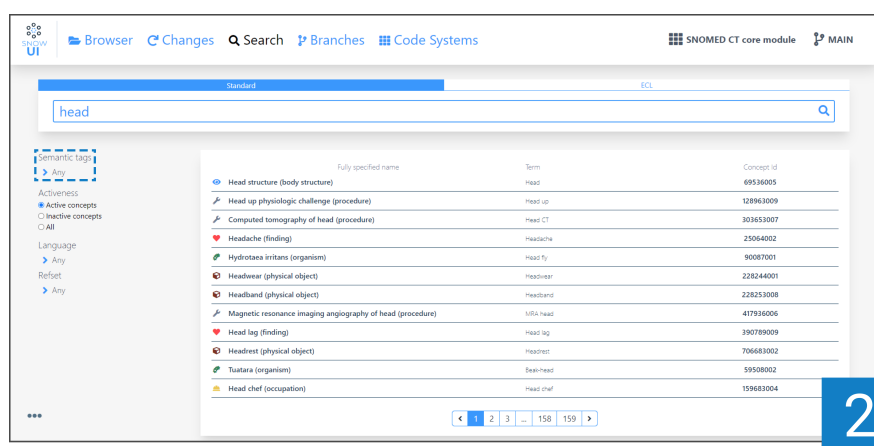 SNOW
UI
Browser Changes Search Branches Code Systems SNOMED CT core module MAIN
Standard ECL
head
Semantic tags
Any
Activeness
Active concepts
Inactive concepts
All
Language
Any
Refset
Any
Fully specified name Term Concept Id
Head structure (body structure) Head 69536005
Head up physiologic challenge (procedure) Head up 128963009
Computed tomography of head (procedure) Head CT 303653007
Headache (finding) Headache 25064002
Hydrotaea irritans (organism) Head fly 90087001
Headwear (physical object) Headwear 228244001
Headband (physical object) Headband 228253008
Magnetic resonance imaging angiography of head (procedure) MRA head 417936006
Head lag (finding) Head lag 390789009
Headrest (physical object) Headrest 706683002
Tuatara (organism) Beak-head 59508002
Head chef (occupation) Head chef 159683004
1 2 3 ... 158 159
2